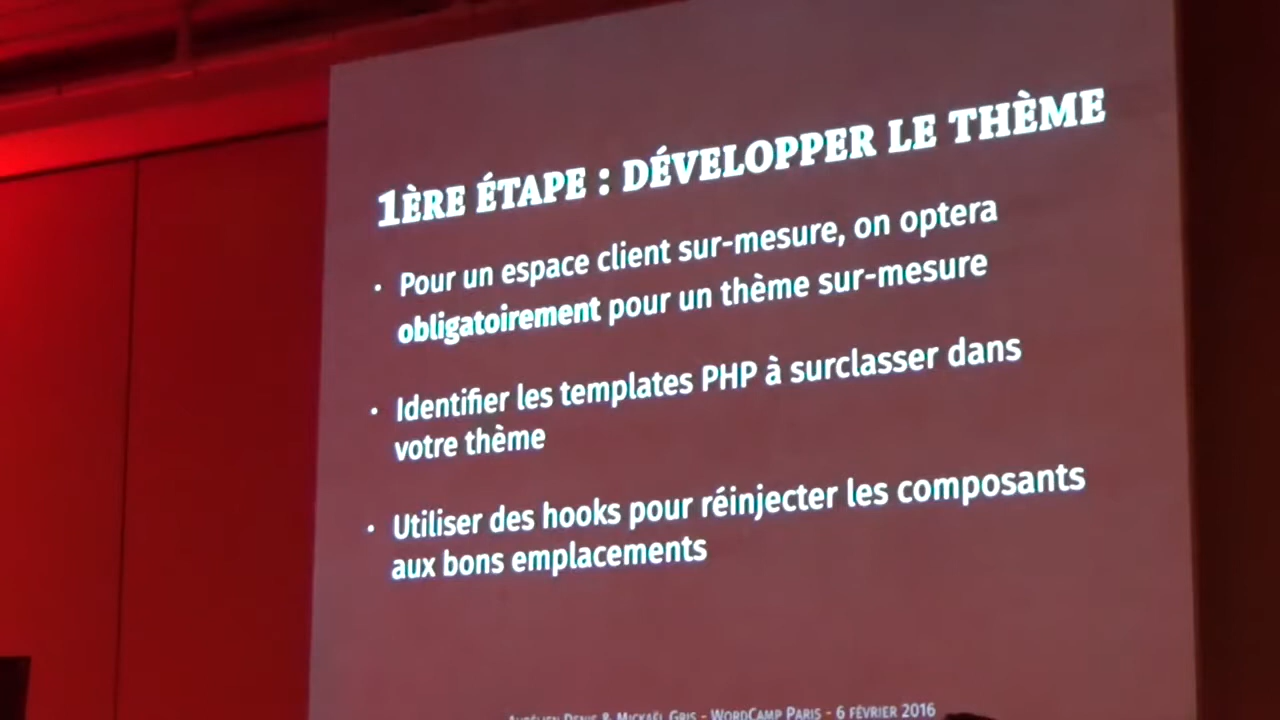 1ÈRE ÉTAPE : DÉVELOPPER LE THÈME
• Pour un espace client sur-mesure, on optera
obligatoirement pour un thème sur-mesure
• Identifier les templates PHP à surclasser dans
votre thème
• Utiliser des hooks pour réinjecter les composants
aux bons emplacements
AURÉLIEN DENIS & MICKAËL GRIS - WORDCAMP PARIS - 6 FÉVRIER 2016